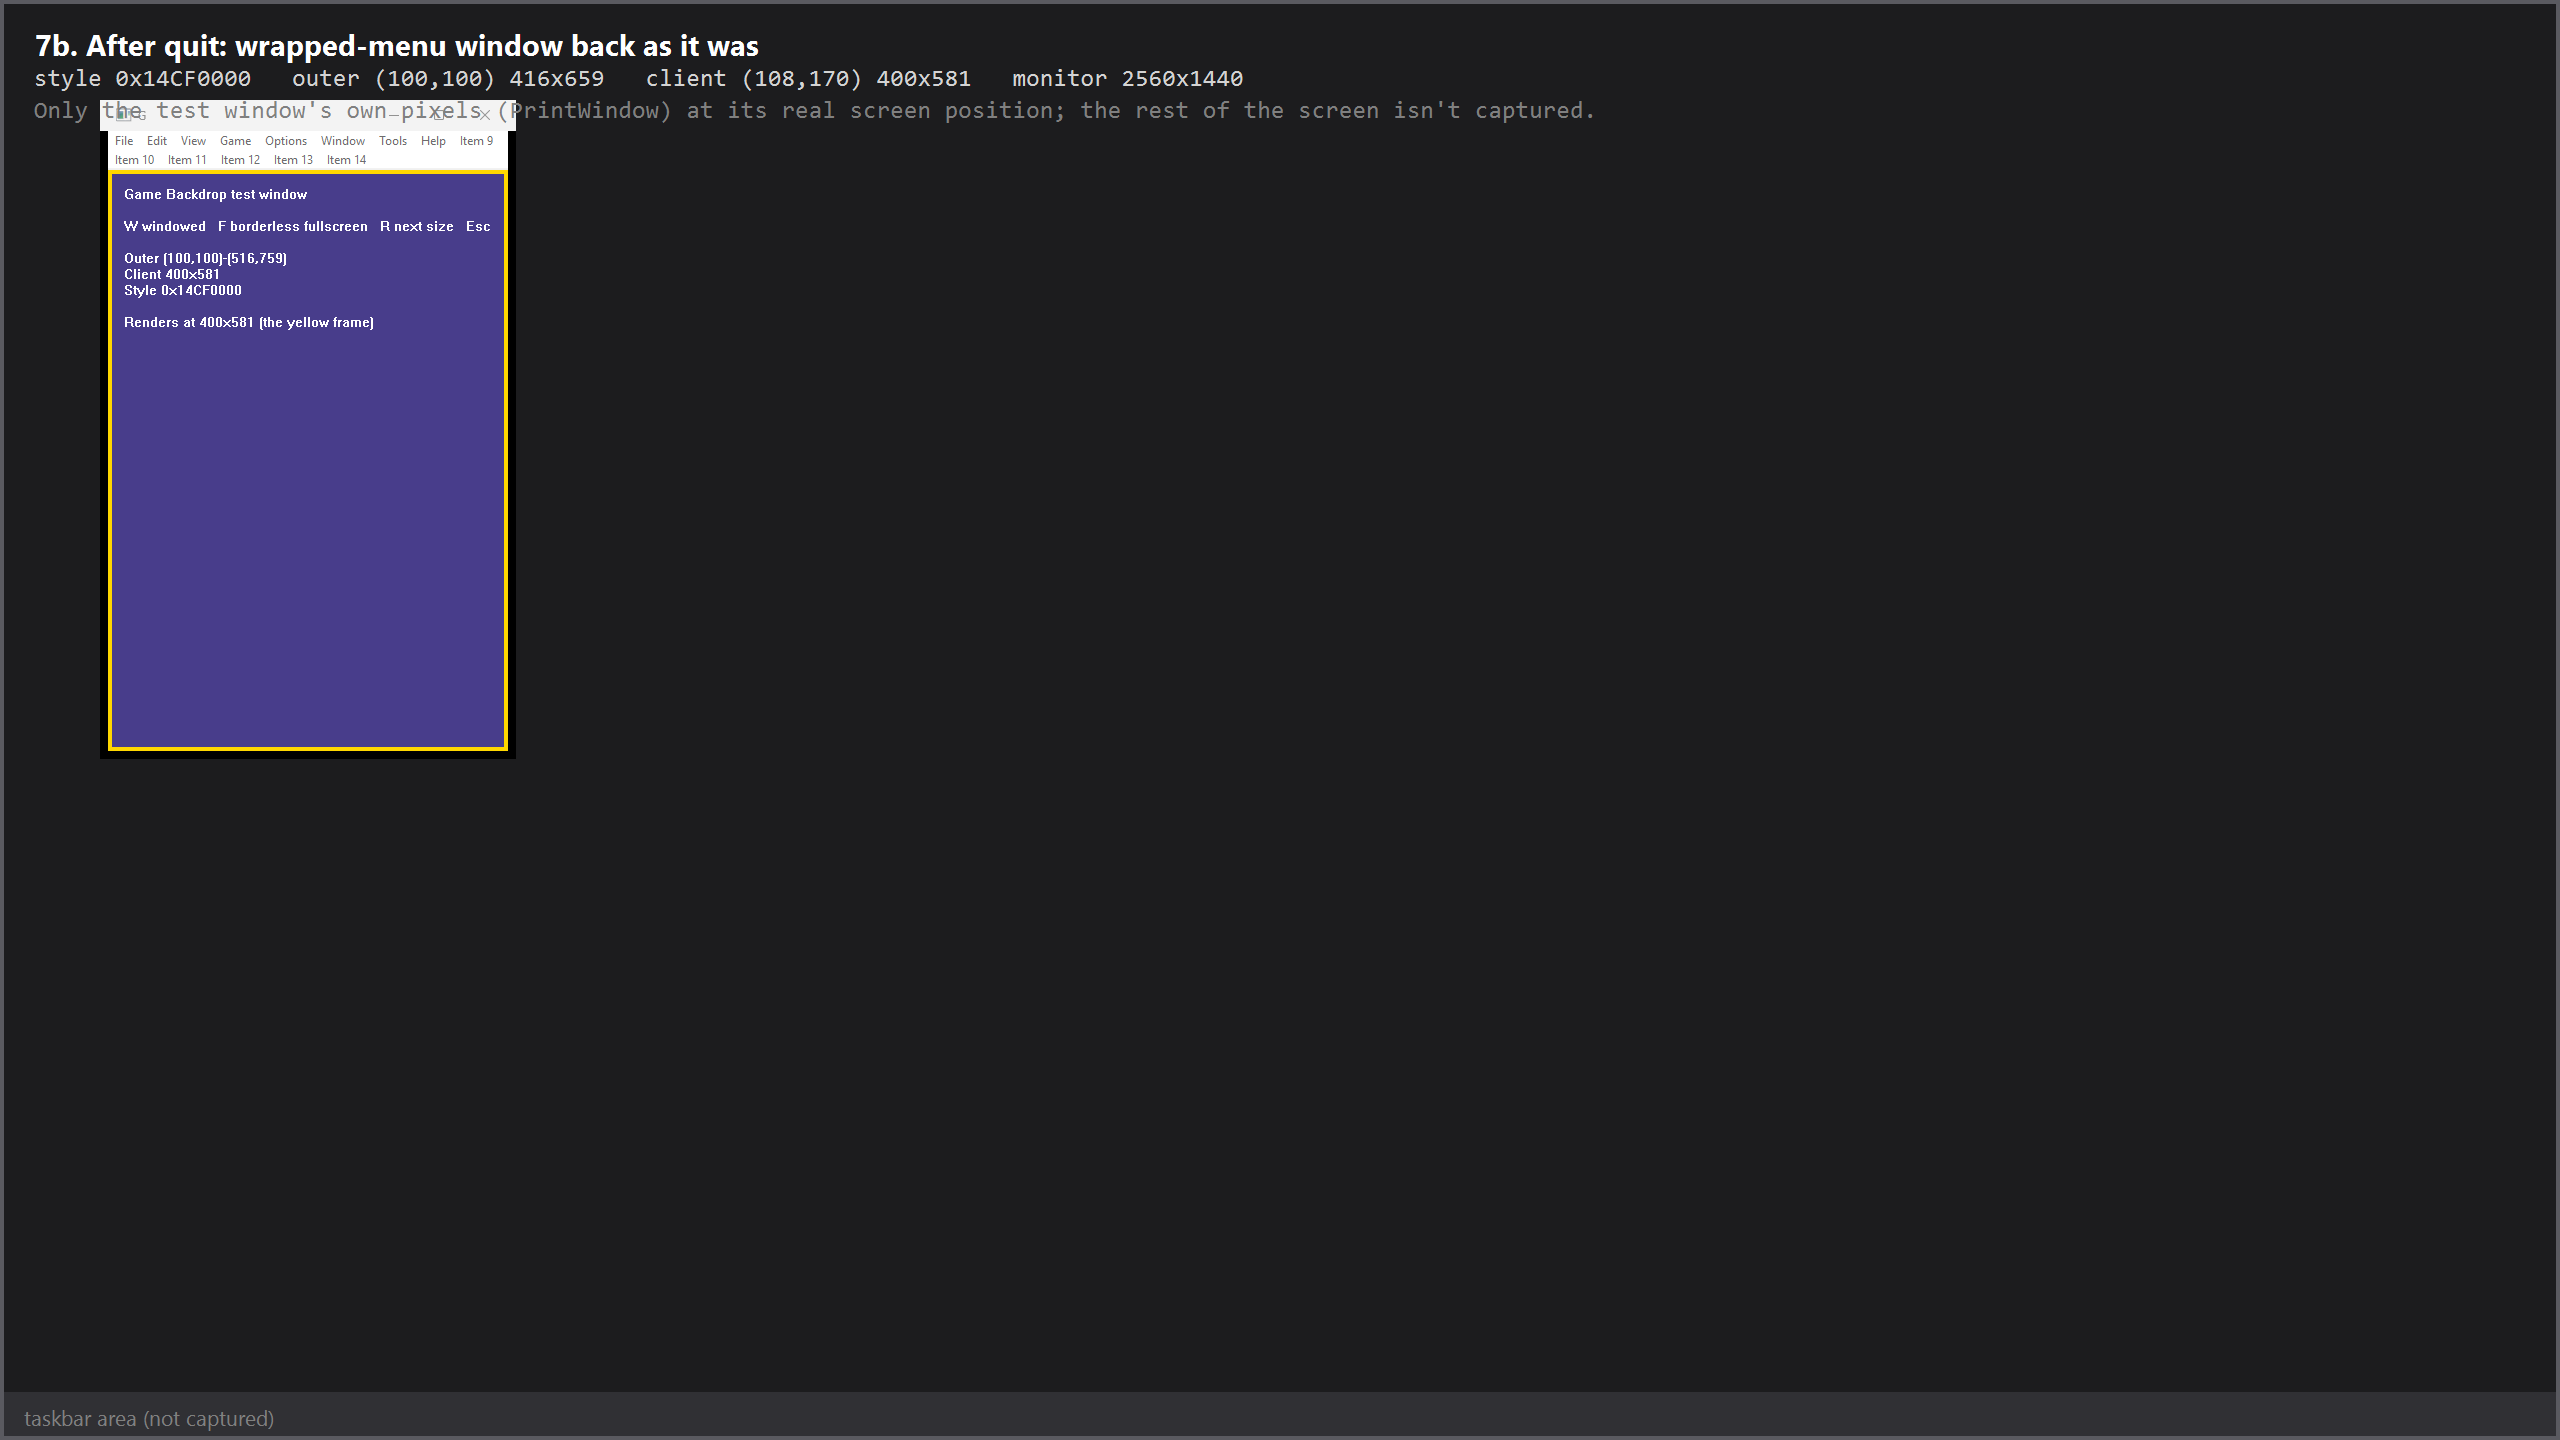 7b. After quit: wrapped-menu window back as it was
style 0x14CF0000   outer (100,100) 416x659   client (108,170) 400x581   monitor 2560x1440
Only the test window's own pixels (PrintWindow) at its real screen position; the rest of the screen isn't captured.
File Edit View Game Options Window Tools Help Item 9
Item 10 Item 11 Item 12 Item 13 Item 14
Game Backdrop test window
W windowed   F borderless fullscreen   R next size   Esc
Outer (100,100)-(516,759)
Client 400x581
Style 0x14CF0000
Renders at 400x581 (the yellow frame)
taskbar area (not captured)